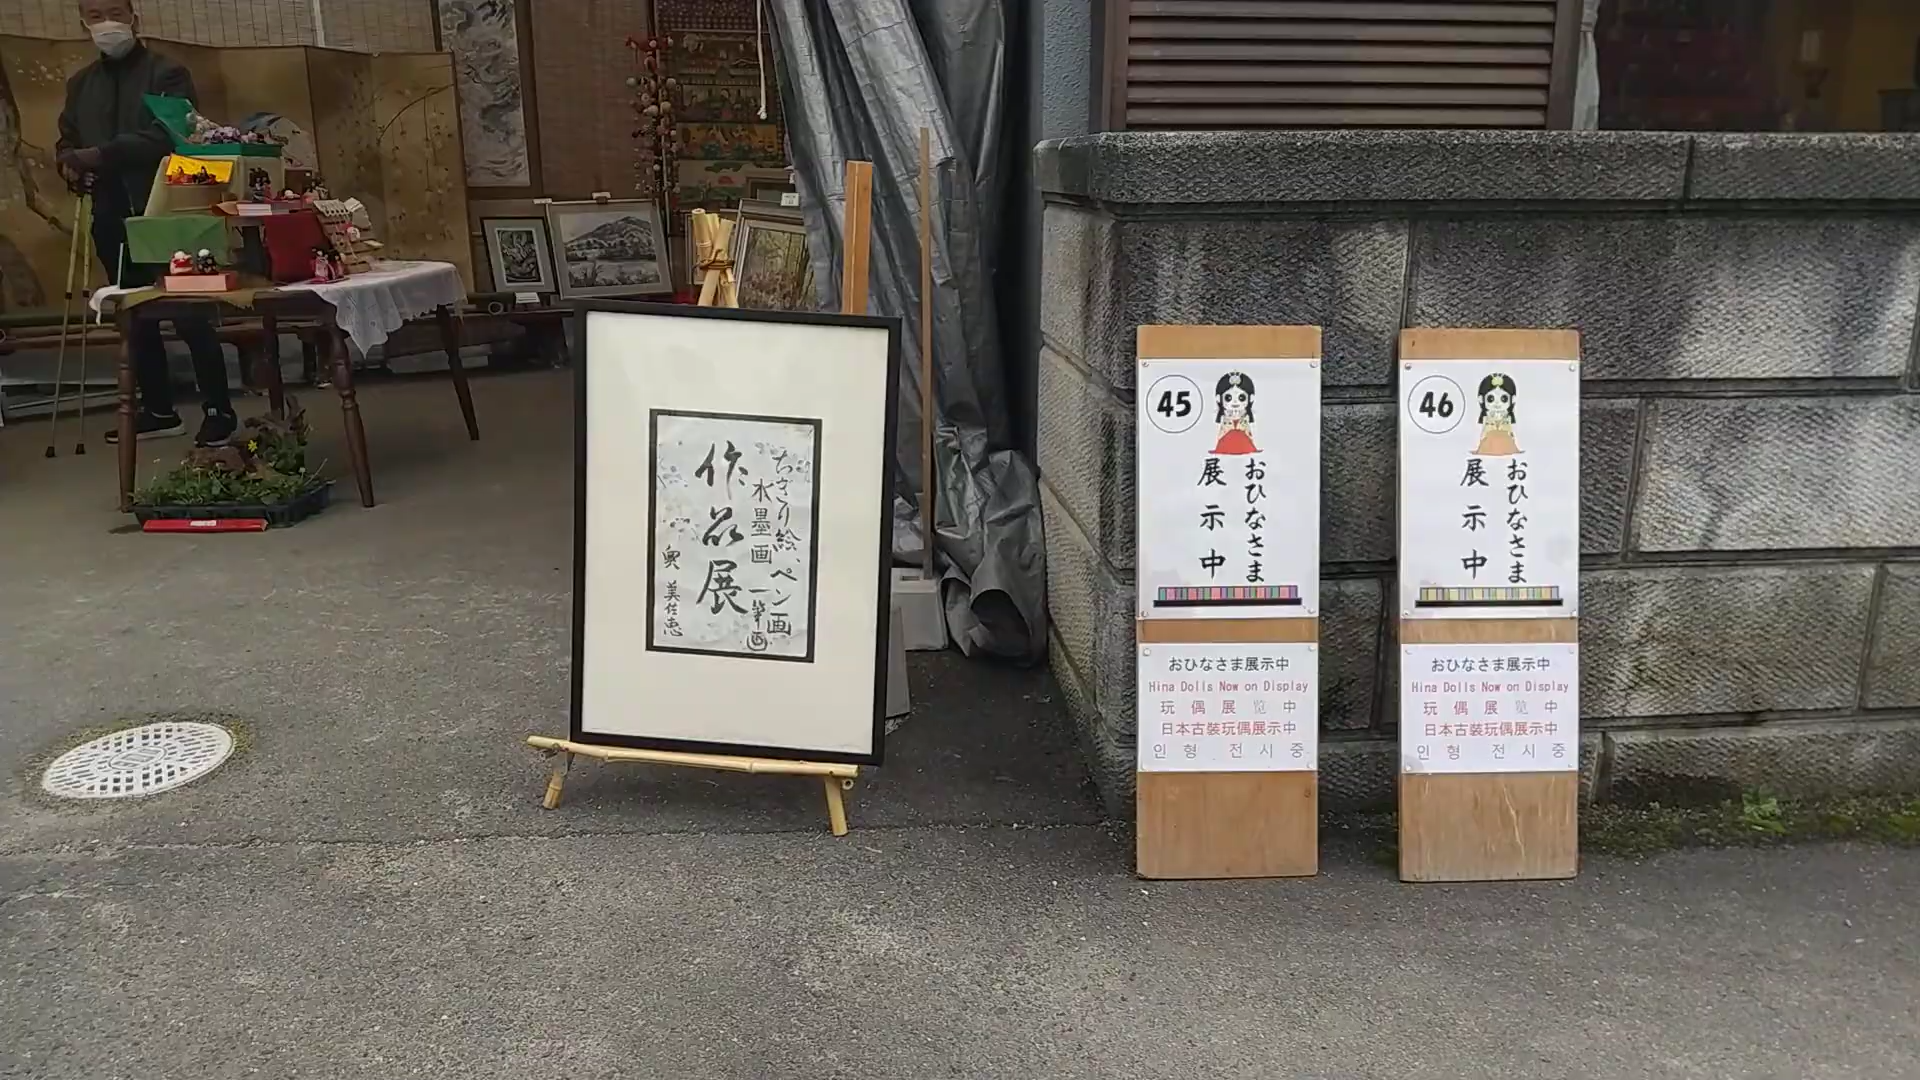 ちぎり絵、ペン画
水墨画 一筆画
作品展
奥 美佐恵
45
おひなさま
展示中
おひなさま展示中
Hina Dolls Now on Display
玩偶展览中
日本古裝玩偶展示中
인형 전시중
46
おひなさま
展示中
おひなさま展示中
Hina Dolls Now on Display
玩偶展览中
日本古裝玩偶展示中
인형 전시중